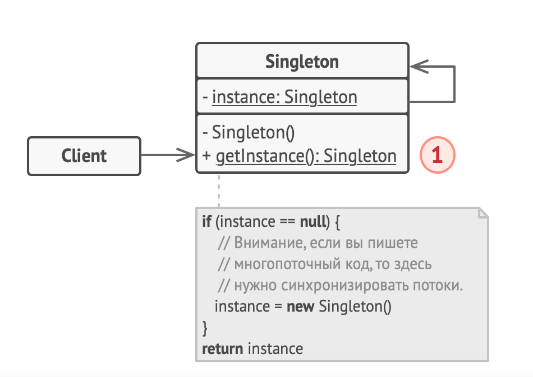 Singleton
- instance: Singleton
- Singleton()
+ getInstance(): Singleton
Client
1
if (instance == null) {
// Внимание, если вы пишете
// многопоточный код, то здесь
// нужно синхронизировать потоки.
instance = new Singleton()
}
return instance